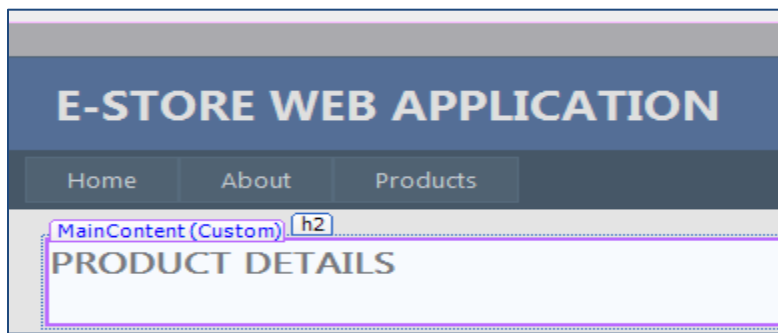 E-STORE WEB APPLICATION
Home About Products
MainContent (Custom) h2
PRODUCT DETAILS